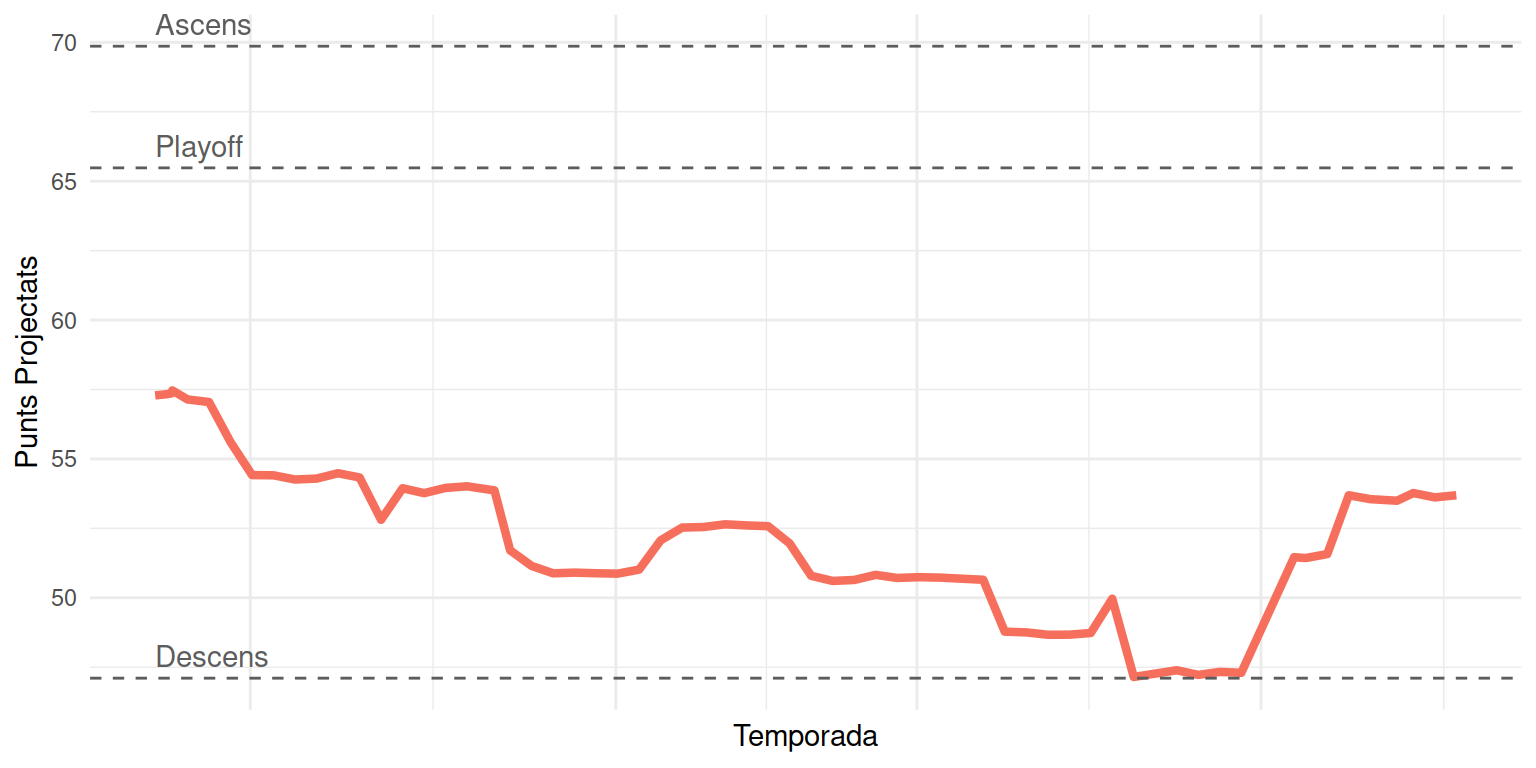 Ascens
70
Playoff
65
60
55
50
Descens
Punts Projectats
Temporada